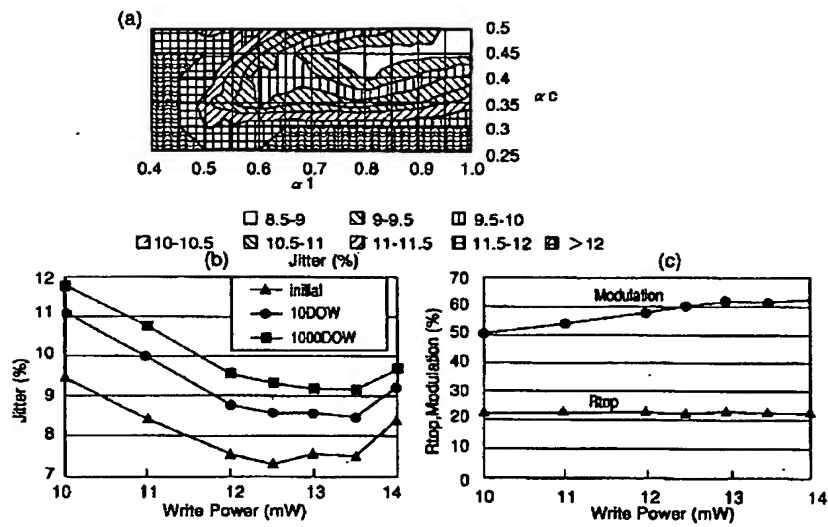 (a)
0.5
0.45
0.4
0.35
0.3
0.25
αc
0.4 0.5 0.6 0.7 0.8 0.9 1.0
α1
8.5-9 9-9.5 9.5-10
10-10.5 10.5-11 11-11.5 11.5-12 >12
Jitter (%)
(b)
12
11
10
9
8
7
Jitter (%)
initial
10DOW
1000DOW
10 11 12 13 14
Write Power (mW)
(c)
70
60
50
40
30
20
10
0
Rtop,Modulation (%)
Modulation
Rtop
10 11 12 13 14
Write Power (mW)